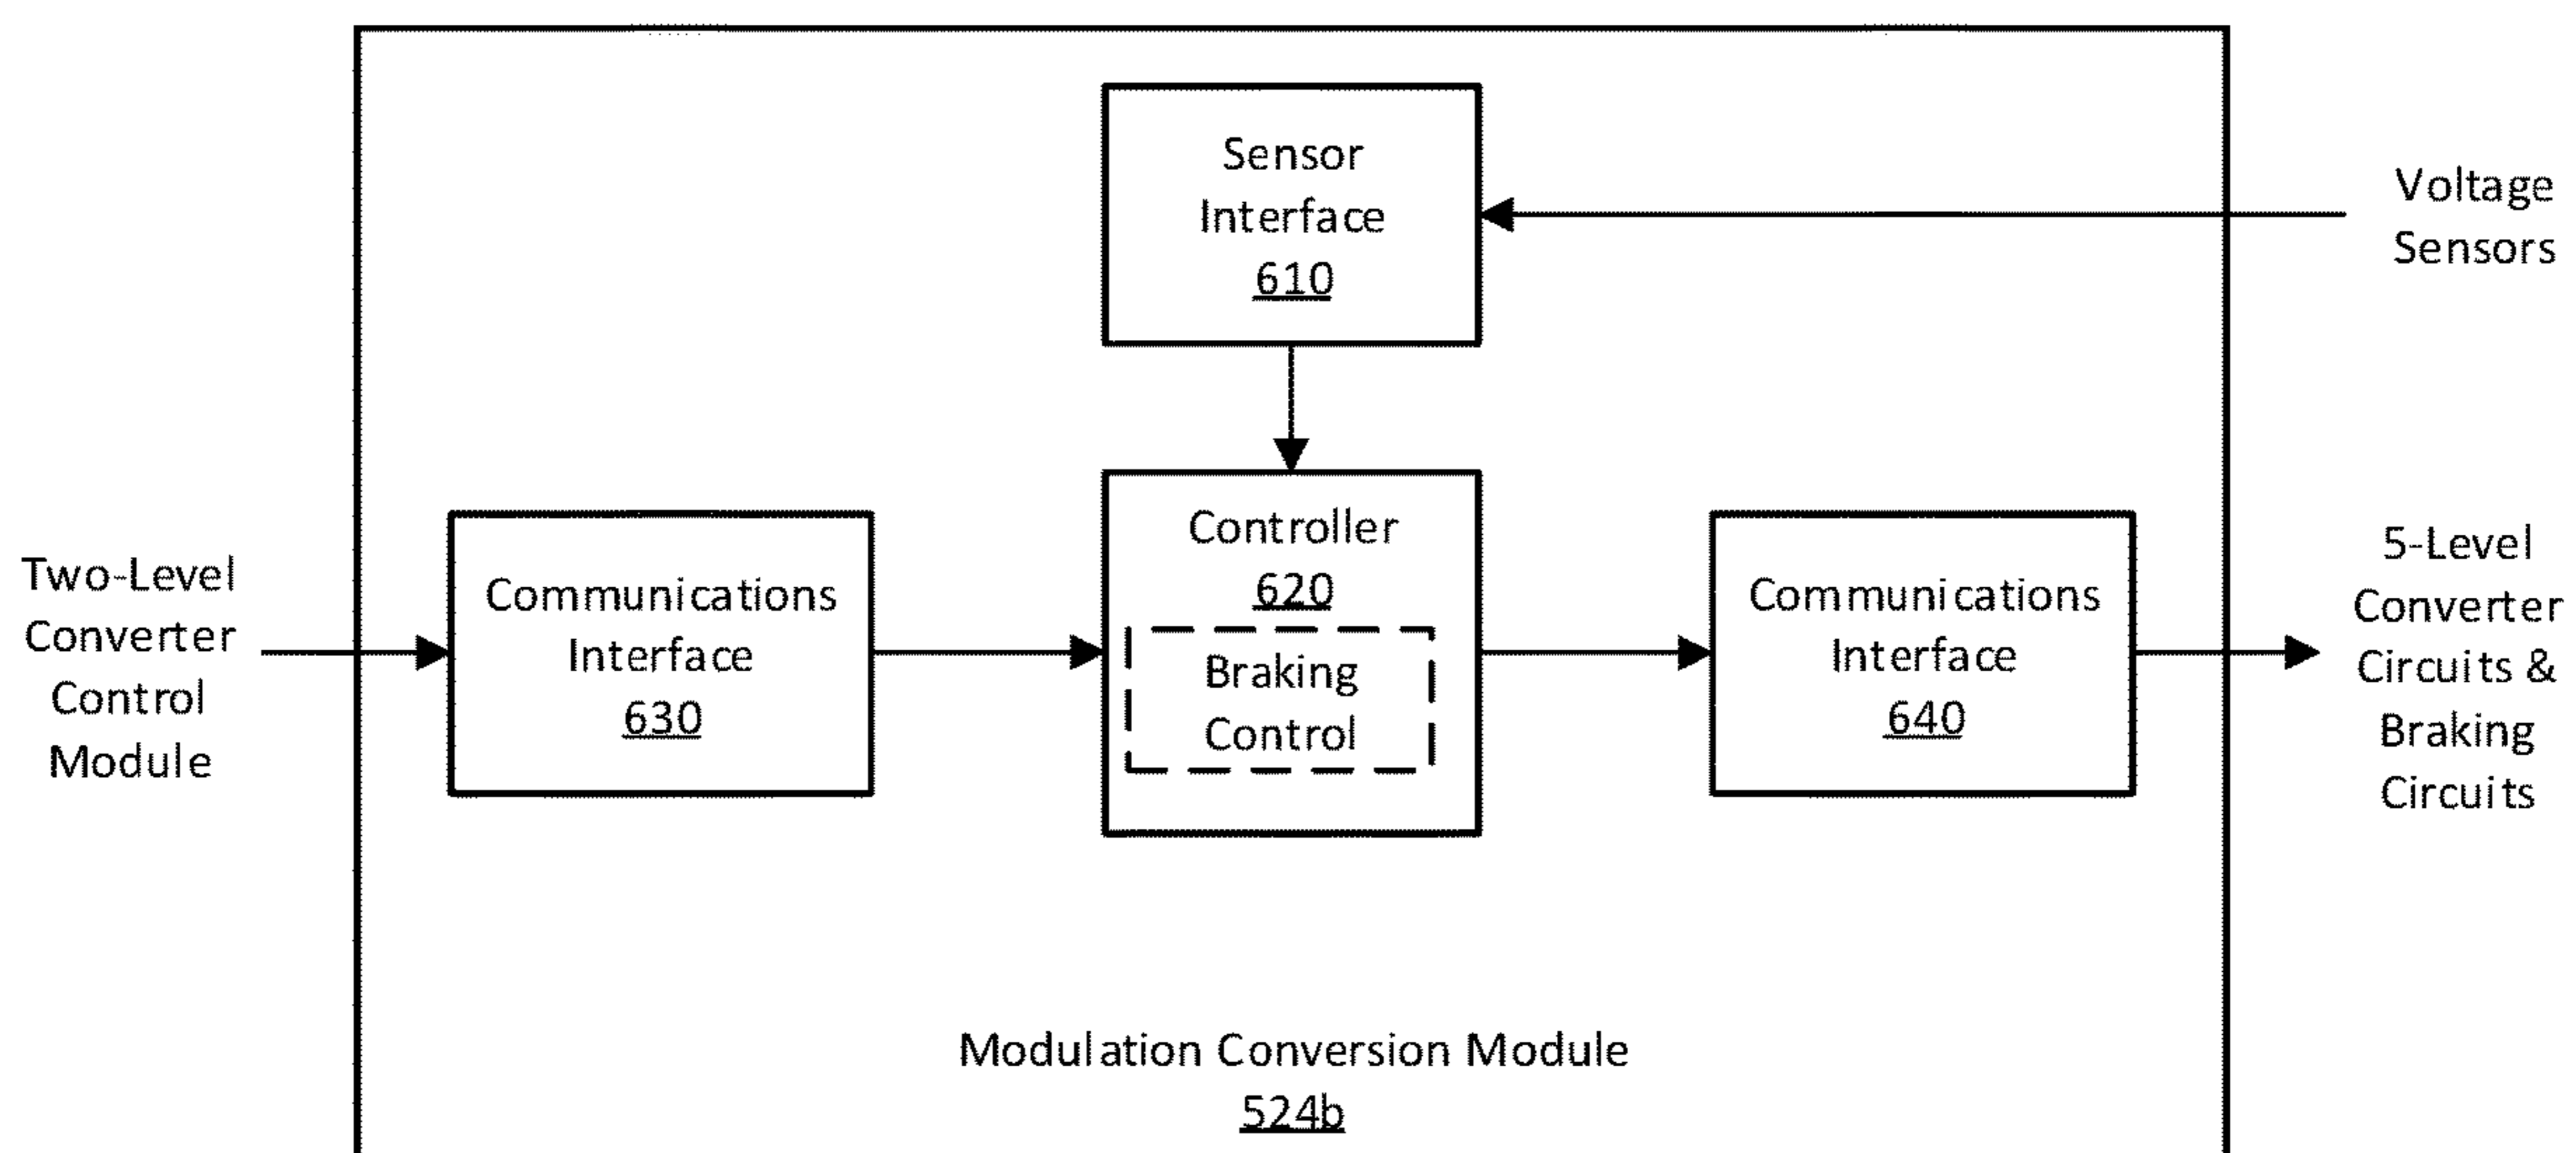 Sensor
Interface
610
Voltage
Sensors
Two-Level
Converter
Control
Module
Communications
Interface
630
Controller
620
Braking
Control
Communications
Interface
640
5-Level
Converter
Circuits &
Braking
Circuits
Modulation Conversion Module
524b